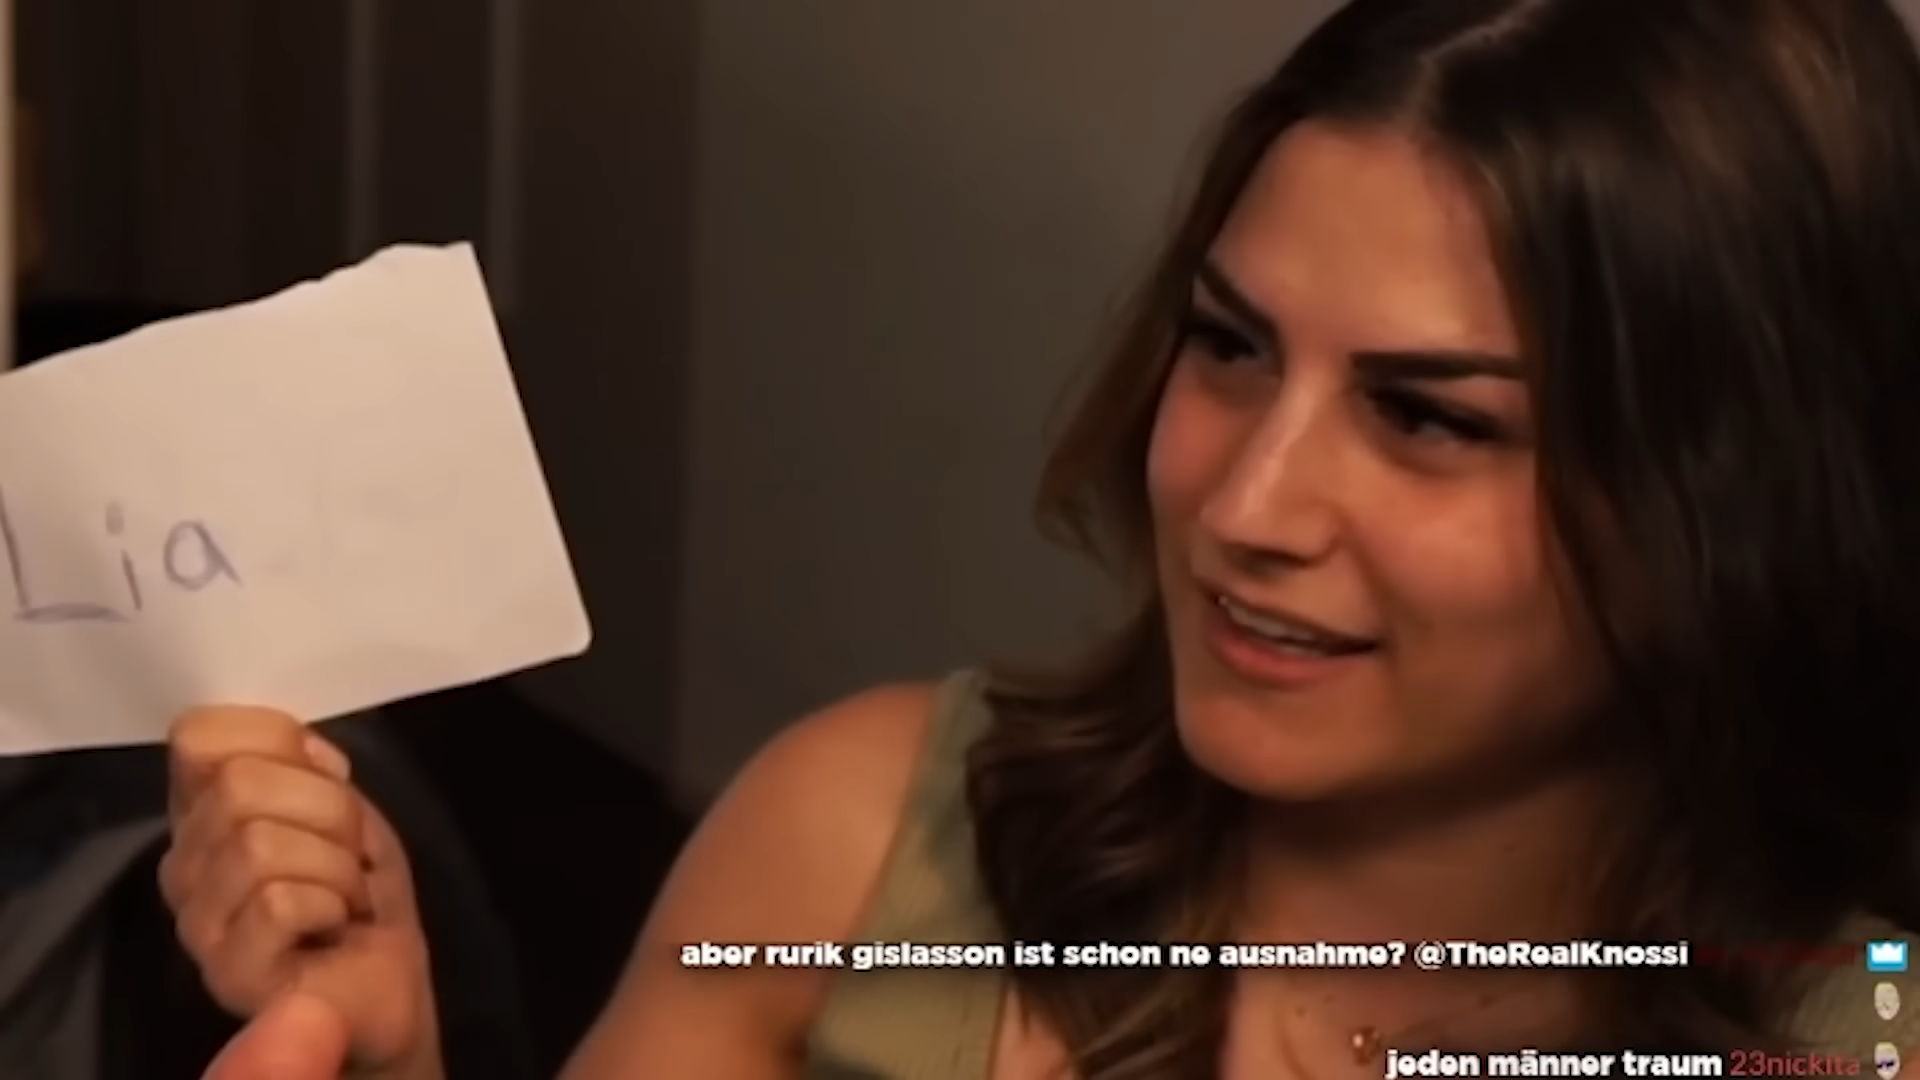 Lia
aber rurik gislasson ist schon ne ausnahme? @TheRealKnossi
jeden männer traum 23nickita